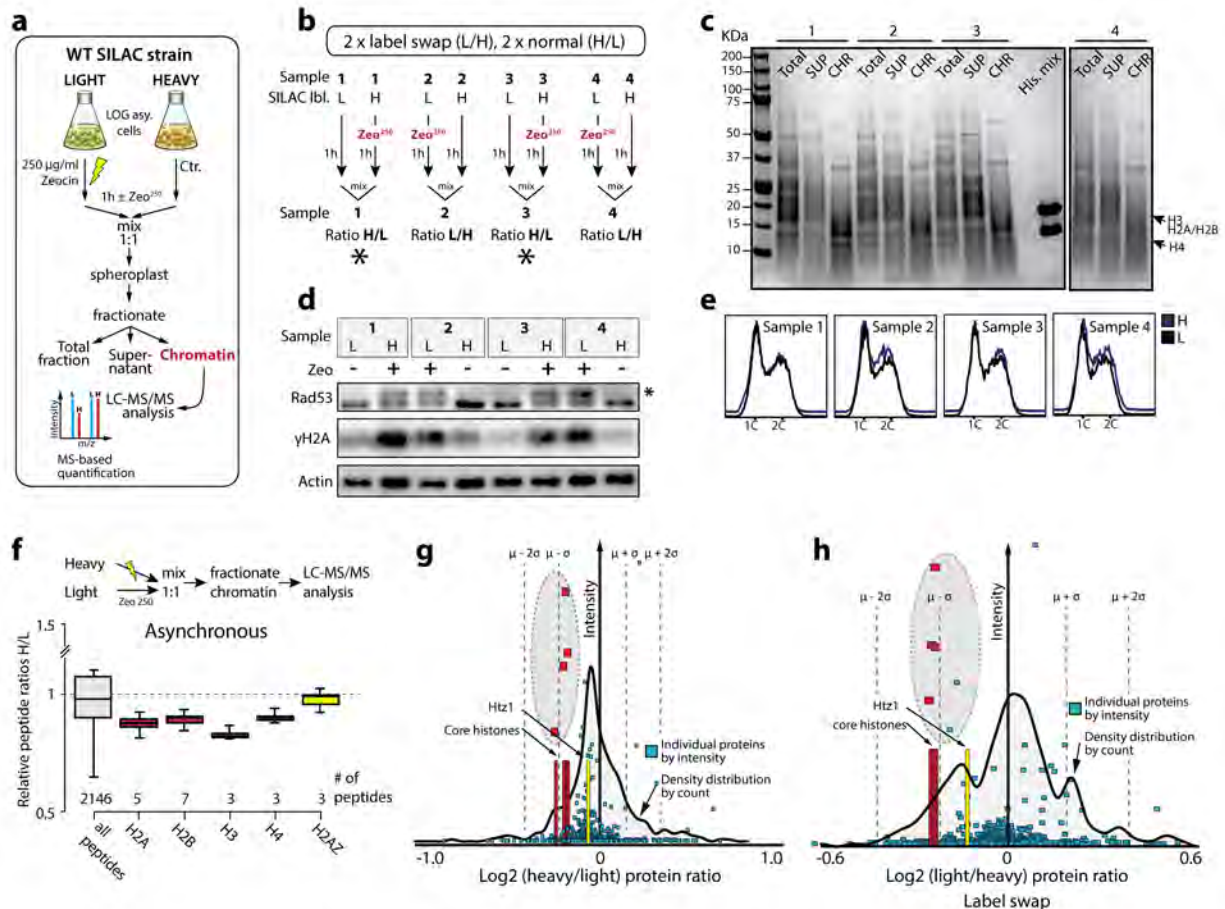 a
WT SILAC strain
LIGHT
HEAVY
LOG asy.
cells
250 µg/ml
Zeocin
Ctr.
1h ± Zeo²⁵⁰
mix
1:1
spheroplast
fractionate
Total
fraction
Super-
natant
Chromatin
LC-MS/MS
analysis
Intensity
L
H
L H
m/z
MS-based
quantification
b
2 x label swap (L/H), 2 x normal (H/L)
Sample 1 1 2 2 3 3 4 4
SILAC lbl. L H L H L H L H
Zeo²⁵⁰ Zeo²⁵⁰ Zeo²⁵⁰ Zeo²⁵⁰
1h 1h 1h 1h
mix mix mix mix
Sample 1 2 3 4
Ratio H/L Ratio L/H Ratio H/L Ratio L/H
* *
c
KDa
1 2 3 4
Total SUP CHR Total SUP CHR Total SUP CHR His. mix Total SUP CHR
200
150
100
75
50
37
25
20
15
10
H3
H2A/H2B
H4
d
Sample 1 2 3 4
L H L H L H L H
Zeo - + + - - + + -
Rad53 *
γH2A
Actin
e
Sample 1 Sample 2 Sample 3 Sample 4
H
L
1C 2C 1C 2C 1C 2C 1C 2C
f
Heavy
Light
Zeo 250
mix
1:1
fractionate
chromatin
LC-MS/MS
analysis
Asynchronous
Relative peptide ratios H/L
1.5
1
0.5
2146 5 7 3 3 3
# of
peptides
all
peptides
H2A
H2B
H3
H4
H2AZ
g
μ - 2σ μ - σ μ + σ μ + 2σ
Intensity
Htz1
Core histones
Individual proteins
by intensity
Density distribution
by count
-1.0 0 1.0
Log2 (heavy/light) protein ratio
h
μ - 2σ μ - σ μ + σ μ + 2σ
Intensity
Htz1
core histones
Individual proteins
by intensity
Density distribution
by count
-0.6 0 0.6
Log2 (light/heavy) protein ratio
Label swap